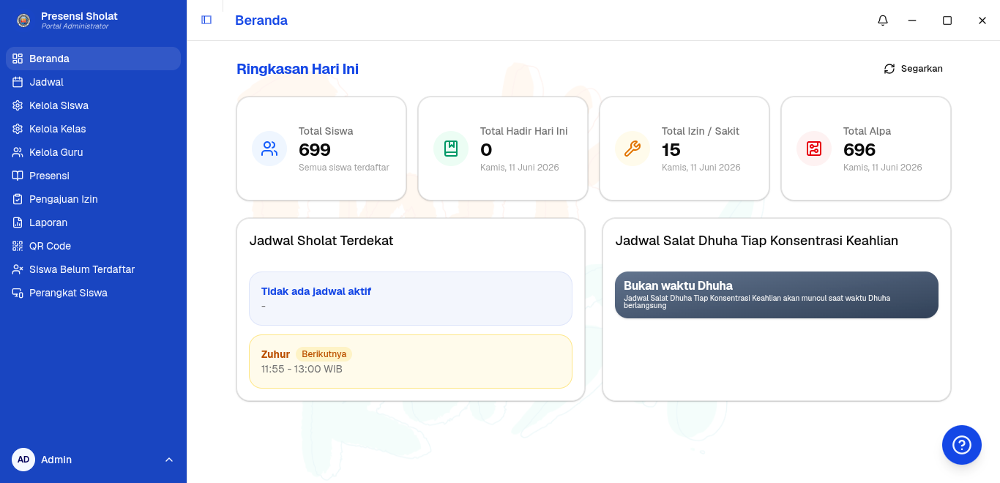 Presensi Sholat
Portal Administrator
Beranda
Jadwal
Kelola Siswa
Kelola Kelas
Kelola Guru
Presensi
Pengajuan Izin
Laporan
QR Code
Siswa Belum Terdaftar
Perangkat Siswa
AD
Admin
Beranda
Ringkasan Hari Ini
Segarkan
Total Siswa
699
Semua siswa terdaftar
Total Hadir Hari Ini
0
Kamis, 11 Juni 2026
Total Izin / Sakit
15
Kamis, 11 Juni 2026
Total Alpa
696
Kamis, 11 Juni 2026
Jadwal Sholat Terdekat
Tidak ada jadwal aktif
-
Zuhur Berikutnya
11:55 - 13:00 WIB
Jadwal Salat Dhuha Tiap Konsentrasi Keahlian
Bukan waktu Dhuha
Jadwal Salat Dhuha Tiap Konsentrasi Keahlian akan muncul saat waktu Dhuha
berlangsung